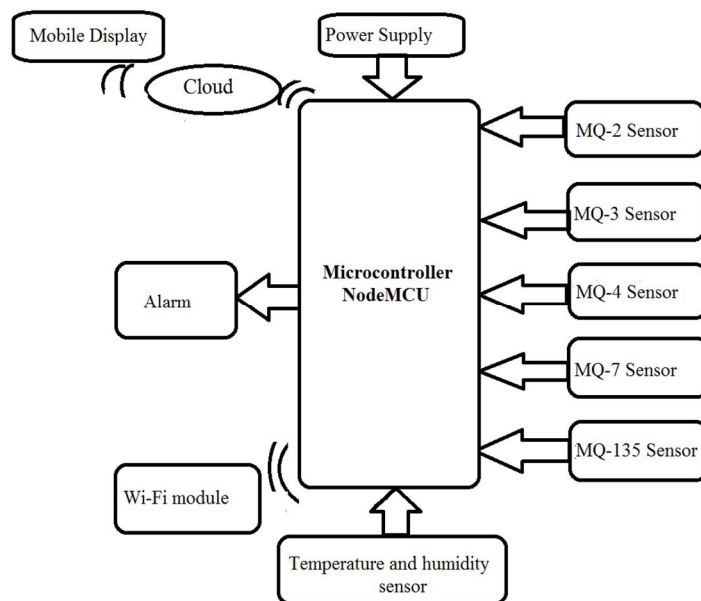 Mobile Display
Power Supply
Cloud
MQ-2 Sensor
MQ-3 Sensor
Microcontroller
NodeMCU
MQ-4 Sensor
Alarm
MQ-7 Sensor
MQ-135 Sensor
Wi-Fi module
Temperature and humidity
sensor